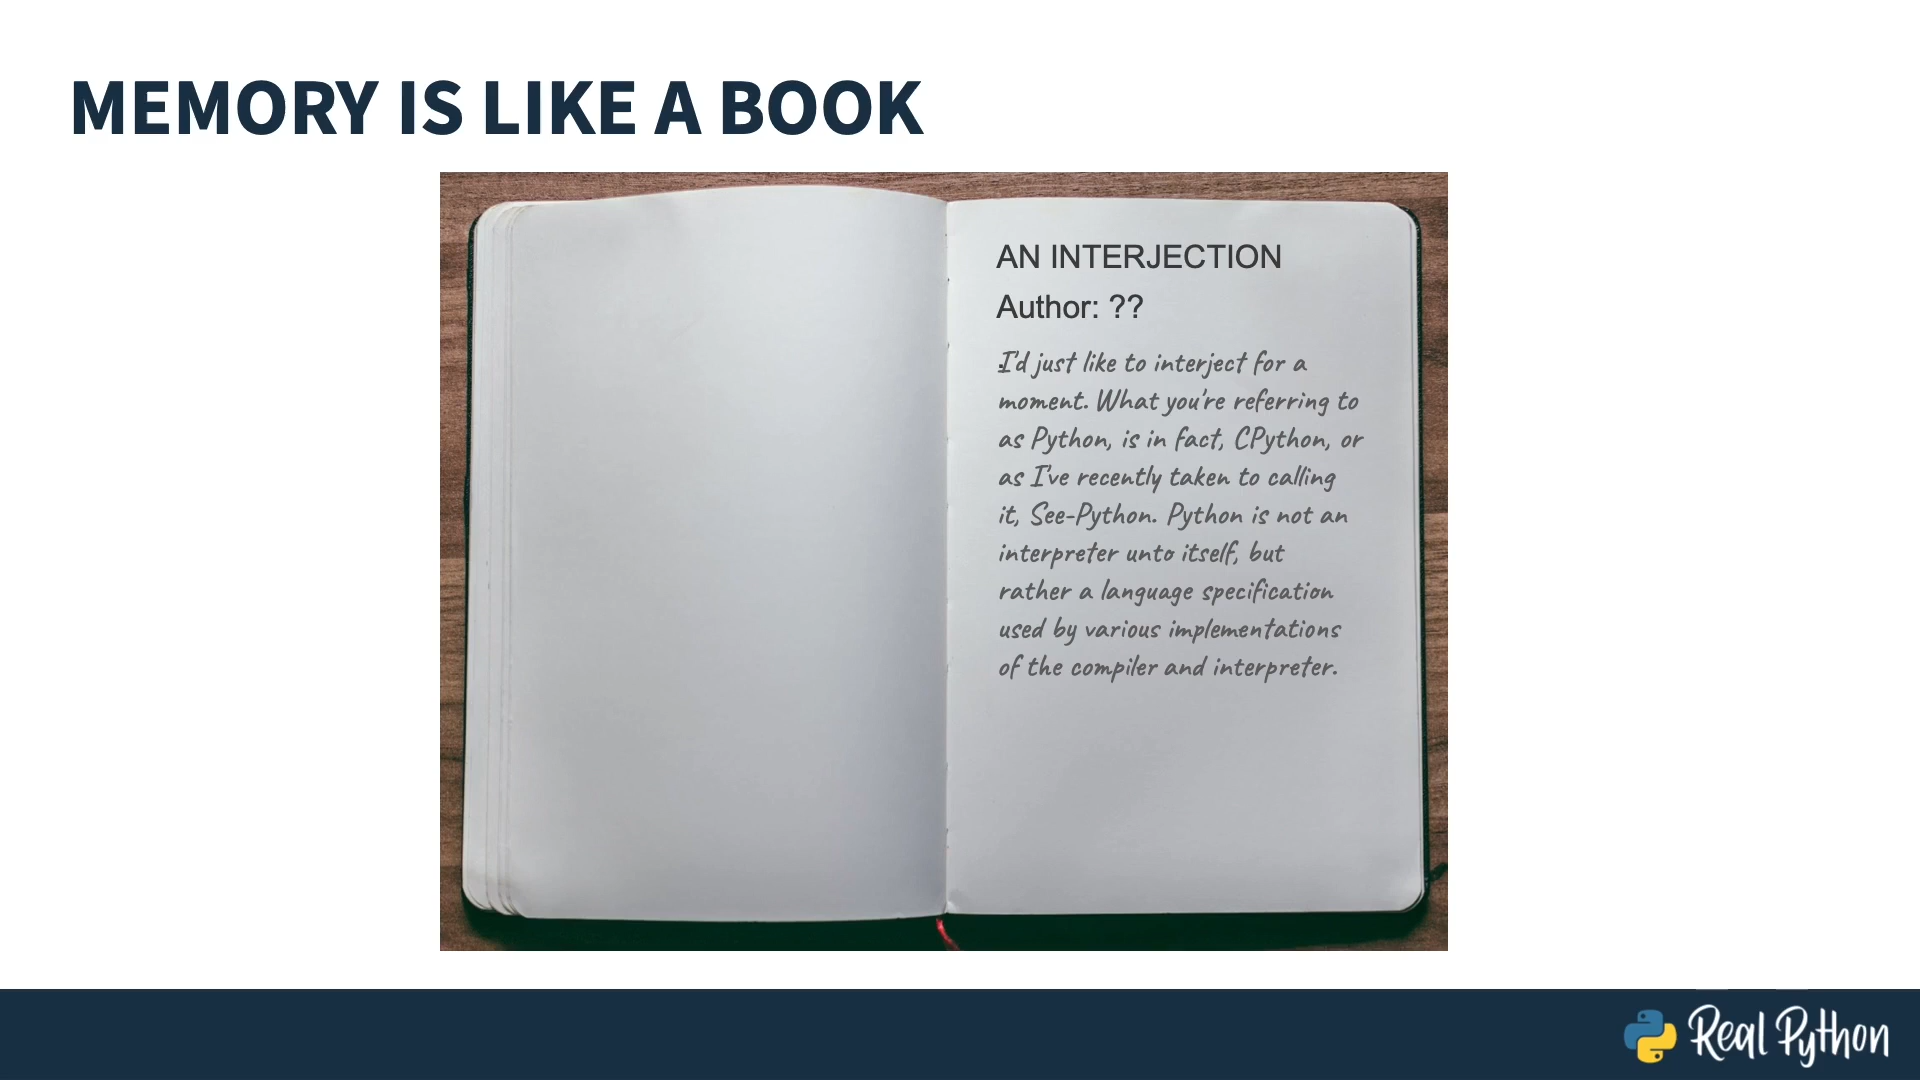 MEMORY IS LIKE A BOOK
AN INTERJECTION
Author: ??
I'd just like to interject for a
moment. What you're referring to
as Python, is in fact, CPython, or
as I've recently taken to calling
it, See-Python. Python is not an
interpreter unto itself, but
rather a language specification
used by various implementations
of the compiler and interpreter.
Real Python